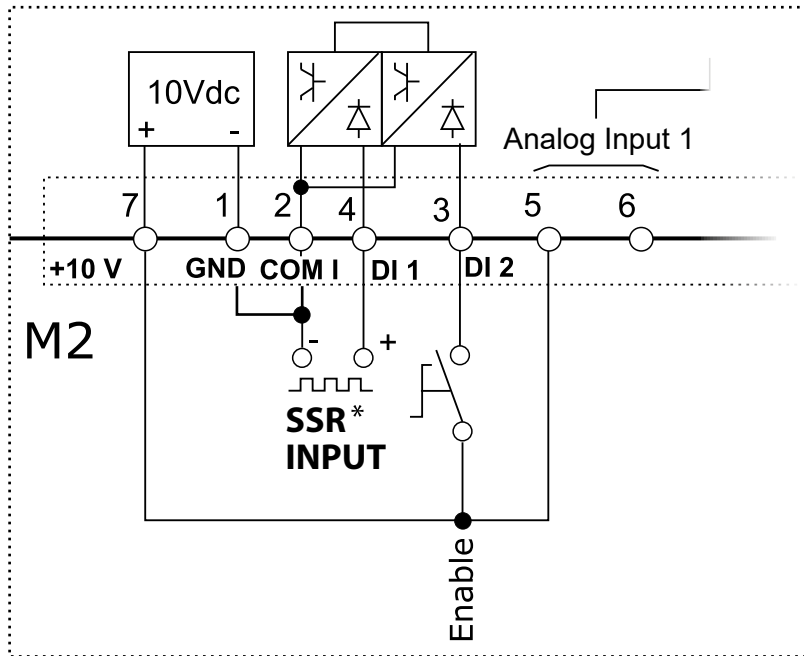 10Vdc
+ -
Analog Input 1
7 1 2 4 3 5 6
+10 V GND COM I DI 1 DI 2
M2
- +
SSR*
INPUT
Enable